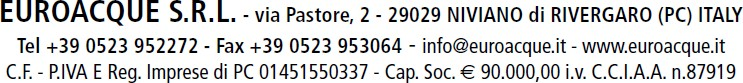 EUROACQUE S.R.L. - via Pastore, 2 - 29029 NIVIANO di RIVERGARO (PC) ITALY
Tel +39 0523 952272 - Fax +39 0523 953064 - info@euroacque.it - www.euroacque.it
C.F. - P.IVA E Reg. Imprese di PC 01451550337 - Cap. Soc. € 90.000,00 i.v. C.C.I.A.A. n.87919